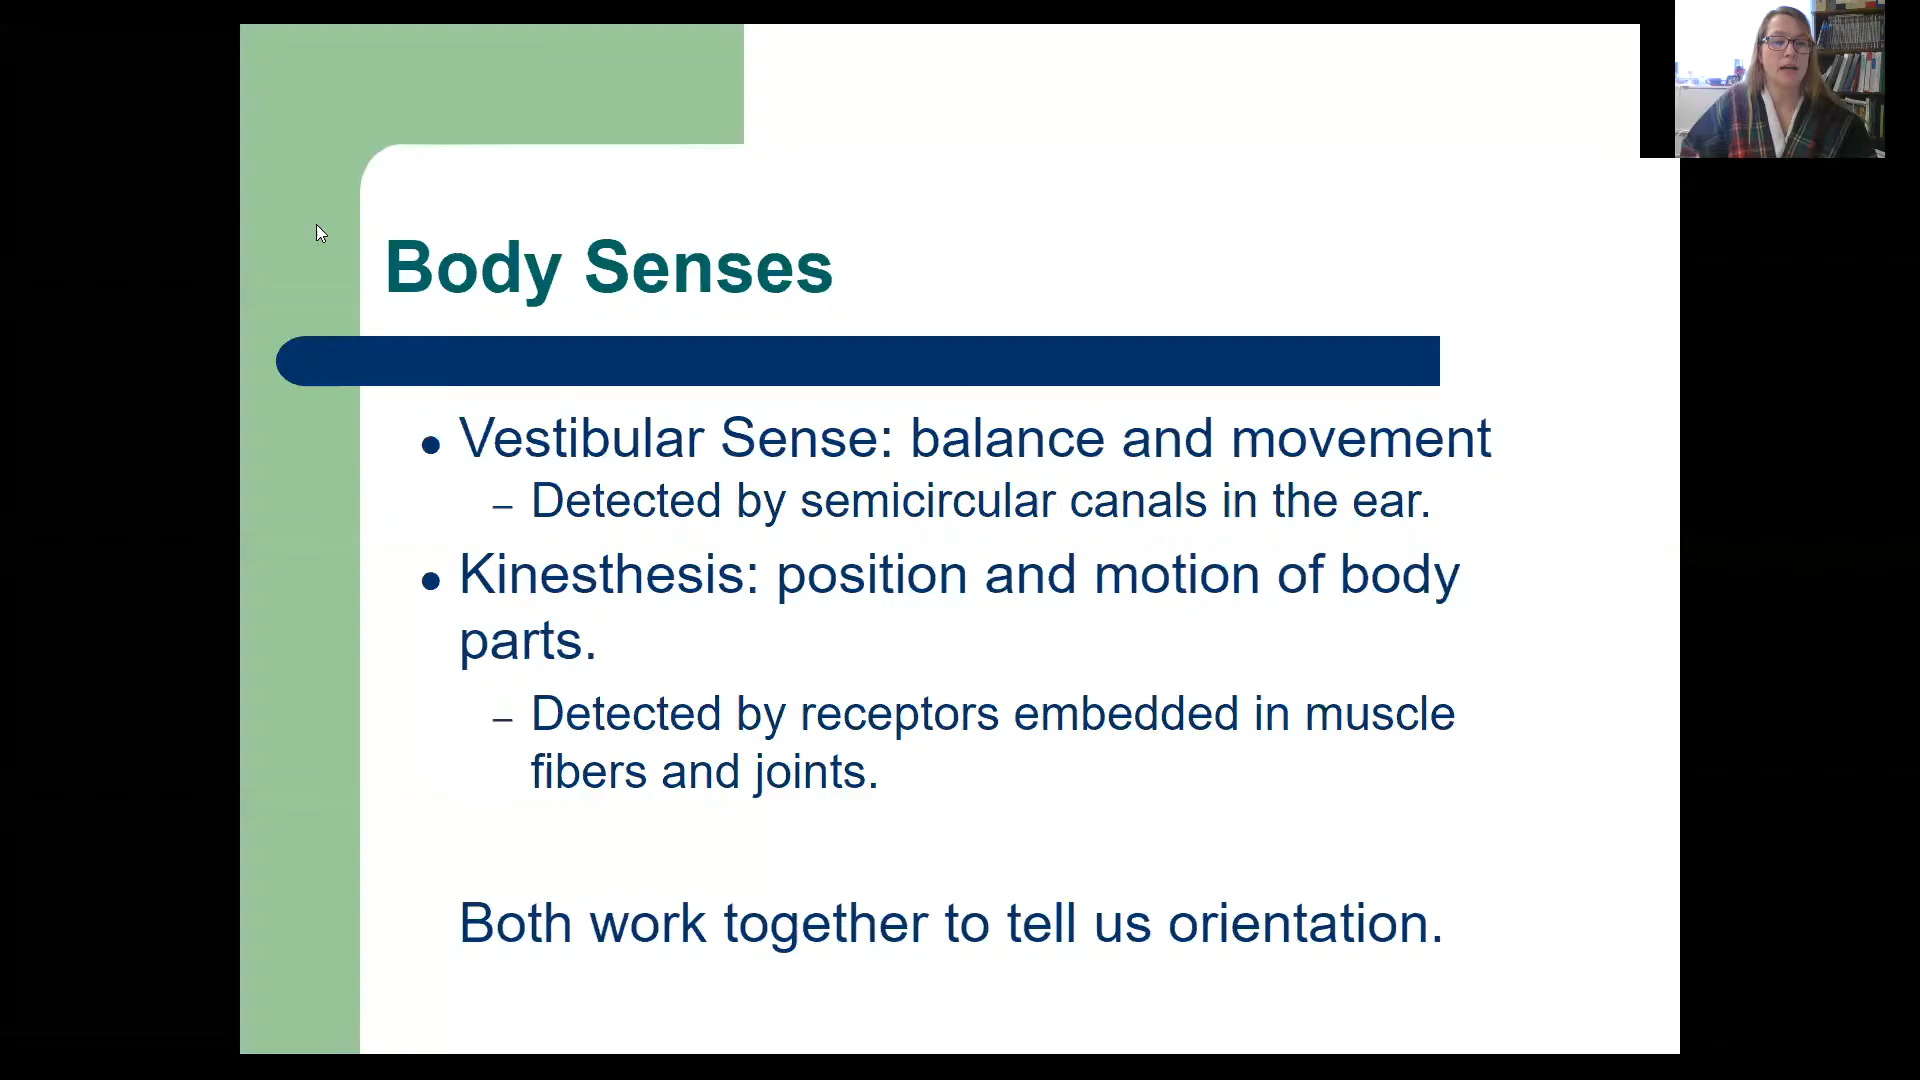 Body Senses
● Vestibular Sense: balance and movement
– Detected by semicircular canals in the ear.
● Kinesthesis: position and motion of body
parts.
– Detected by receptors embedded in muscle
fibers and joints.
Both work together to tell us orientation.